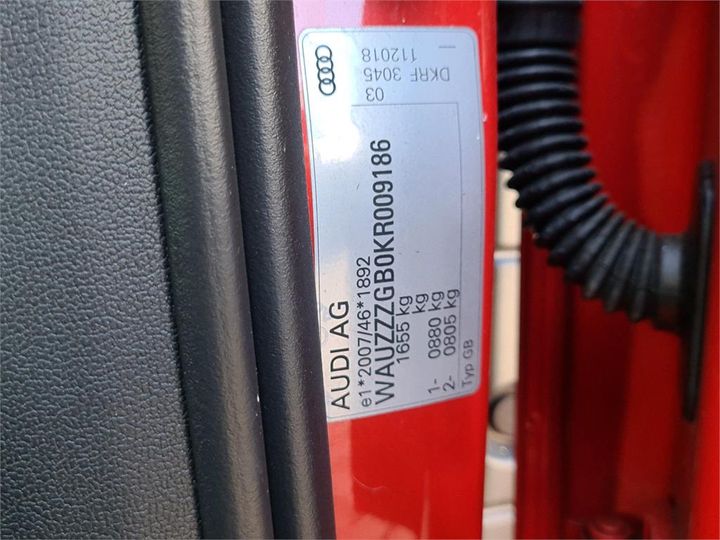 AUDI AG
e1*2007/46*1892
WAUZZZGB0KR009186
1655 kg
kg
1- 0880 kg
2- 0805 kg
Typ GB
03
DKRF 3045
112018